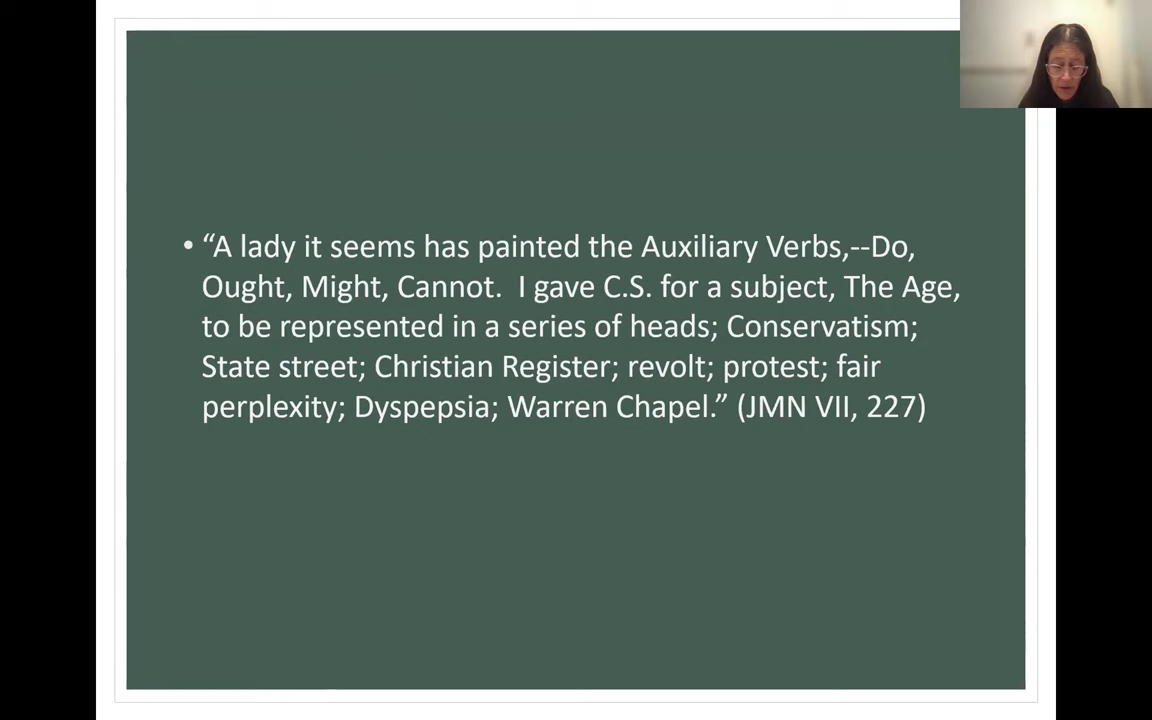 • “A lady it seems has painted the Auxiliary Verbs,--Do,
Ought, Might, Cannot.  I gave C.S. for a subject, The Age,
to be represented in a series of heads; Conservatism;
State street; Christian Register; revolt; protest; fair
perplexity; Dyspepsia; Warren Chapel.” (JMN VII, 227)